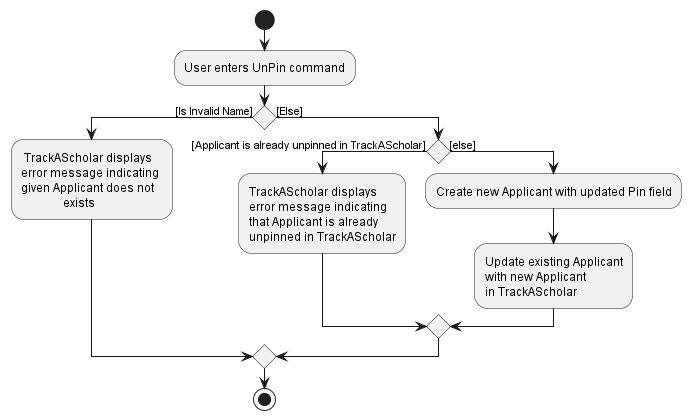 User enters UnPin command
[Is Invalid Name]
[Else]
[Applicant is already unpinned in TrackAScholar]
[else]
TrackAScholar displays
error message indicating
given Applicant does not
exists
TrackAScholar displays
error message indicating
that Applicant is already
unpinned in TrackAScholar
Create new Applicant with updated Pin field
Update existing Applicant
with new Applicant
in TrackAScholar